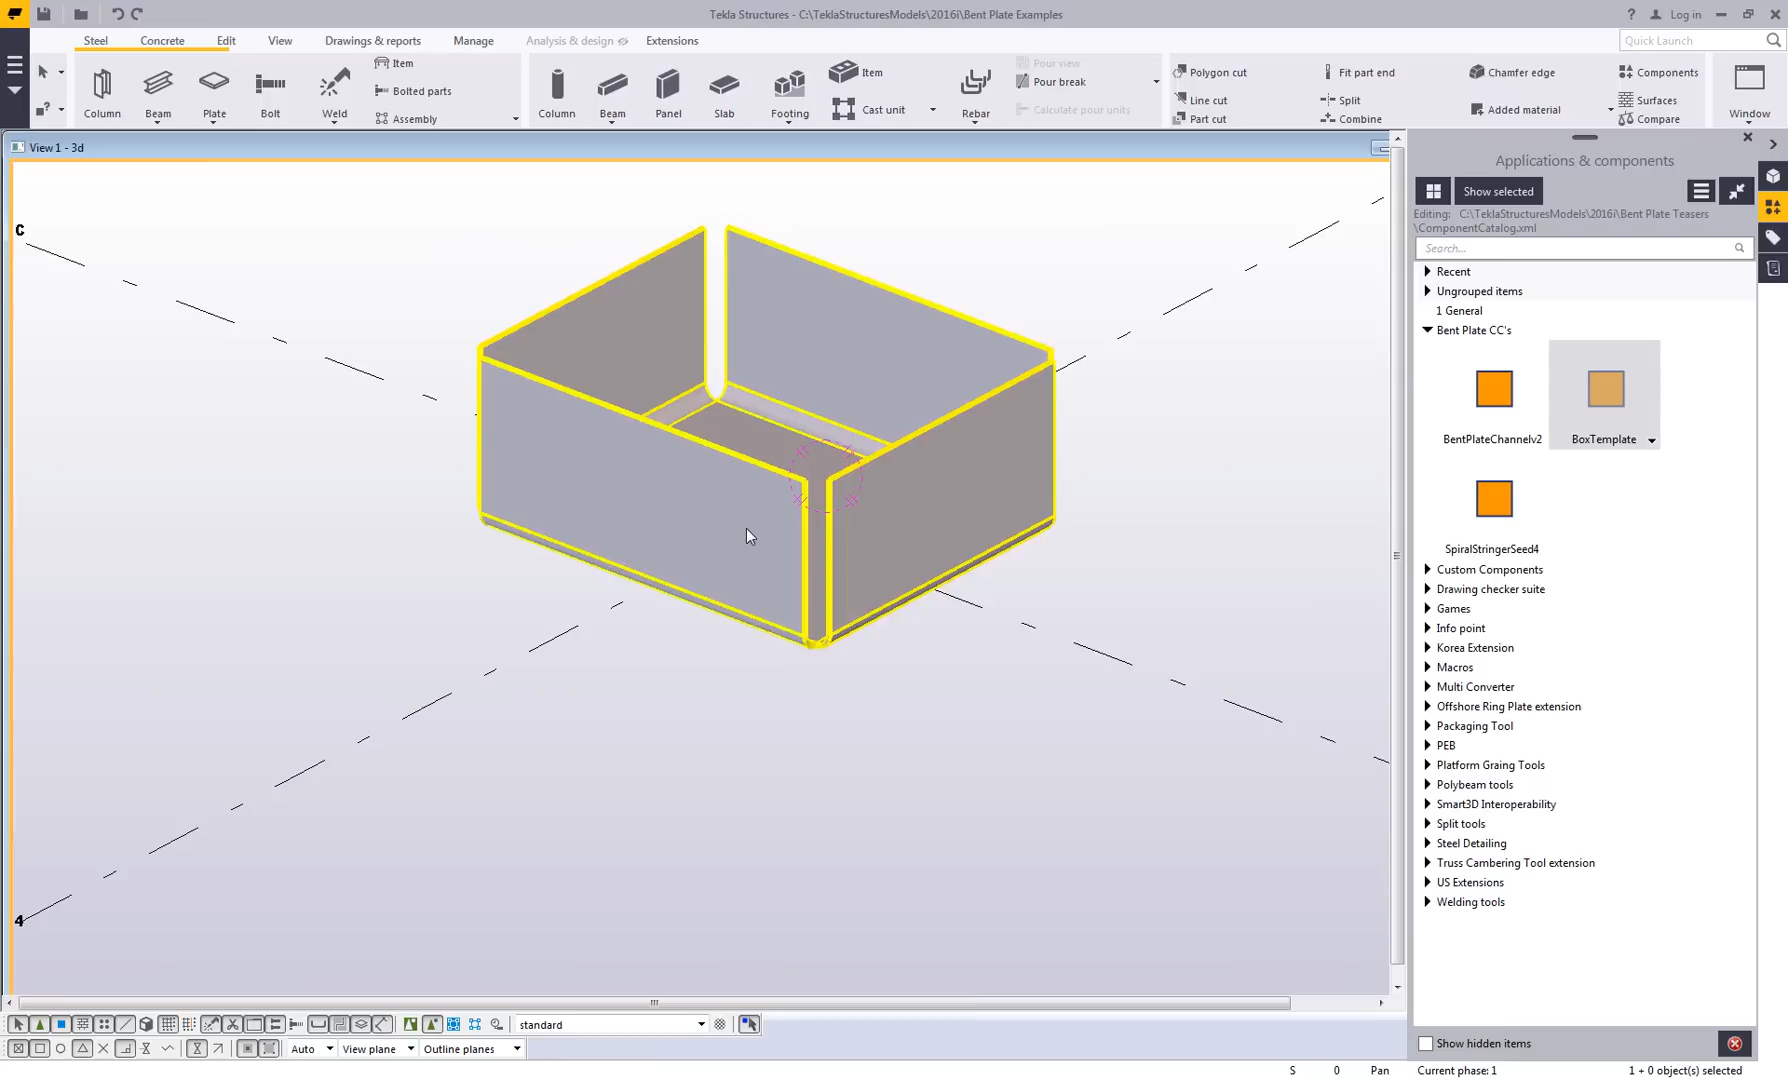 Tekla Structures - C:\TeklaStructuresModels\2016i\Bent Plate Examples
? Log in
Steel Concrete Edit View Drawings & reports Manage Analysis & design Extensions
Quick Launch
Column Beam Plate Bolt Weld
Item
Bolted parts
Assembly
Column Beam Panel Slab Footing
Item
Cast unit
Rebar
Pour view
Pour break
Calculate pour units
Polygon cut
Line cut
Part cut
Fit part end
Split
Combine
Chamfer edge
Added material
Components
Surfaces
Compare
Window
View 1 - 3d
C
4
Applications & components
Show selected
Editing: C:\TeklaStructuresModels\2016i\Bent Plate Teasers
\ComponentCatalog.xml
Search...
Recent
Ungrouped items
1 General
Bent Plate CC's
BentPlateChannelv2
BoxTemplate
SpiralStringerSeed4
Custom Components
Drawing checker suite
Games
Info point
Korea Extension
Macros
Multi Converter
Offshore Ring Plate extension
Packaging Tool
PEB
Platform Graing Tools
Polybeam tools
Smart3D Interoperability
Split tools
Steel Detailing
Truss Cambering Tool extension
US Extensions
Welding tools
Show hidden items
standard
Auto View plane Outline planes
S 0 Pan Current phase: 1 1 + 0 object(s) selected